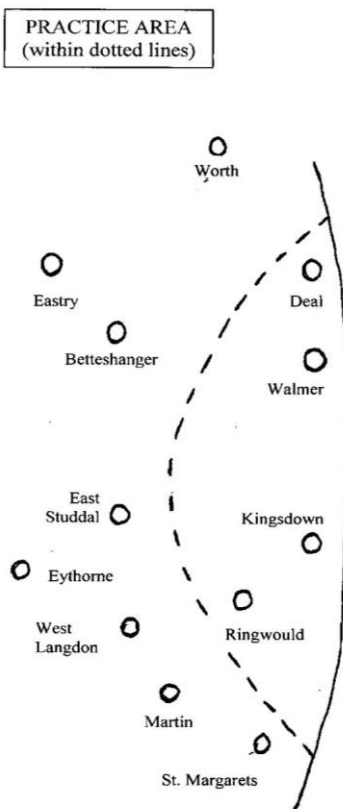 PRACTICE AREA
(within dotted lines)
Worth
Eastry
Deal
Betteshanger
Walmer
East
Studdal
Kingsdown
Eythorne
West
Langdon
Ringwould
Martin
St. Margarets